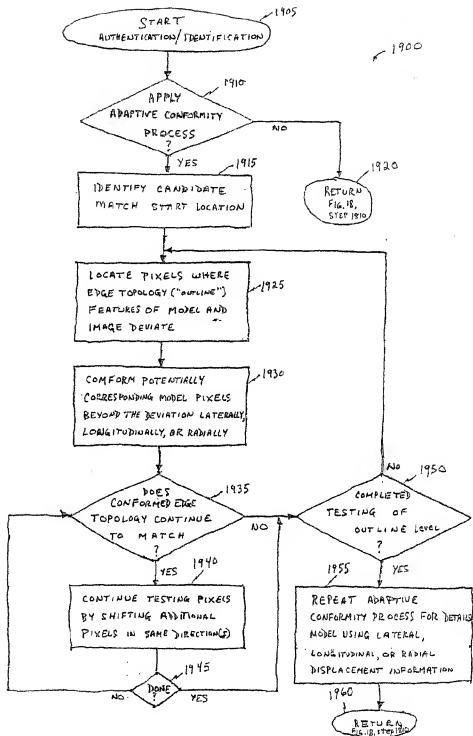 START
AUTHENTICATION/IDENTIFICATION
1905
1900
1910
APPLY
ADAPTIVE CONFORMITY
PROCESS
?
NO
YES
1915
IDENTIFY CANDIDATE
MATCH START LOCATION
1920
RETURN
FIG. 18,
STEP 1810
LOCATE PIXELS WHERE
EDGE TOPOLOGY ("OUTLINE")
FEATURES OF MODEL AND
IMAGE DEVIATE
1925
COMFORM POTENTIALLY
CORRESPONDING MODEL PIXELS
BEYOND THE DEVIATION LATERALLY,
LONGITUDINALLY, OR RADIALLY
1930
DOES
CONFORMED EDGE
TOPOLOGY CONTINUE
TO MATCH
?
1935
NO
YES
1940
CONTINUE TESTING PIXELS
BY SHIFTING ADDITIONAL
PIXELS IN SAME DIRECTION(S)
1945
NO
DONE
?
YES
NO
1950
COMPLETED
TESTING OF
OUTLINE LEVEL
?
YES
1955
REPEAT ADAPTIVE
CONFORMITY PROCESS FOR DETAILS
MODEL USING LATERAL,
LONGITUDINAL, OR RADIAL
DISPLACEMENT INFORMATION
1960
RETURN
FIG. 18, STEP 1810